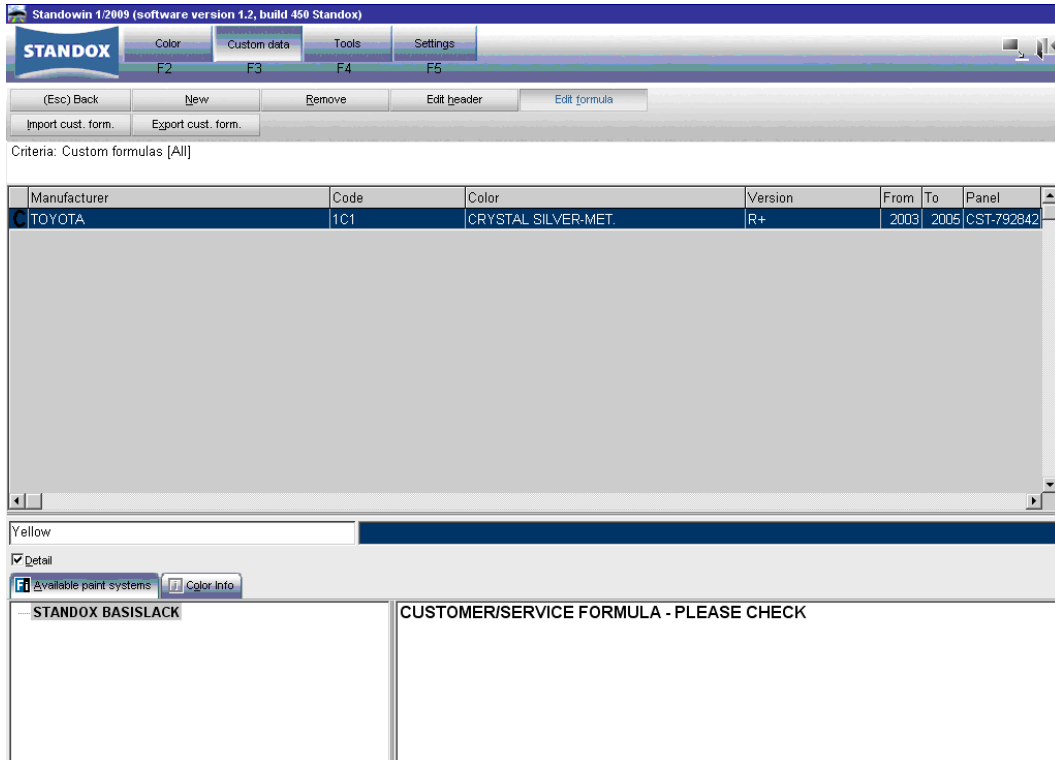 Standowin 1/2009 (software version 1.2, build 450 Standox)
STANDOX Color Custom data Tools Settings
F2 F3 F4 F5
(Esc) Back New Remove Edit header Edit formula
Import cust. form. Export cust. form.
Criteria: Custom formulas [All]
Manufacturer Code Color Version From To Panel
C TOYOTA 1C1 CRYSTAL SILVER-MET. R+ 2003 2005 CST-792842
Yellow
Detail
Fi Available paint systems i Color Info
STANDOX BASISLACK CUSTOMER/SERVICE FORMULA - PLEASE CHECK